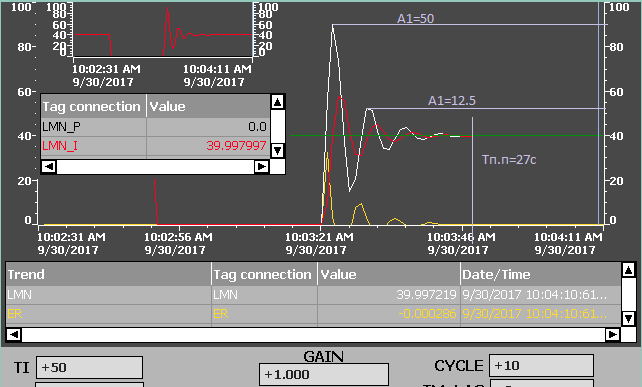 100
80
60
40
20
0
100
80
60
40
20
0
10:02:31 AM
9/30/2017
10:04:11 AM
9/30/2017
100
80
60
40
20
0
A1=50
A1=12.5
Тп.п=27с
100
80
60
40
20
0
Tag connection Value
LMN_P 0.0
LMN_I 39.997997
10:02:31 AM
9/30/2017
10:02:56 AM
9/30/2017
10:03:21 AM
9/30/2017
10:03:46 AM
9/30/2017
10:04:11 AM
9/30/2017
Trend Tag connection Value Date/Time
LMN LMN 39.997219 9/30/2017 10:04:10:61...
ER ER -0.000286 9/30/2017 10:04:10:61...
TI +50
GAIN
+1.000
CYCLE +10